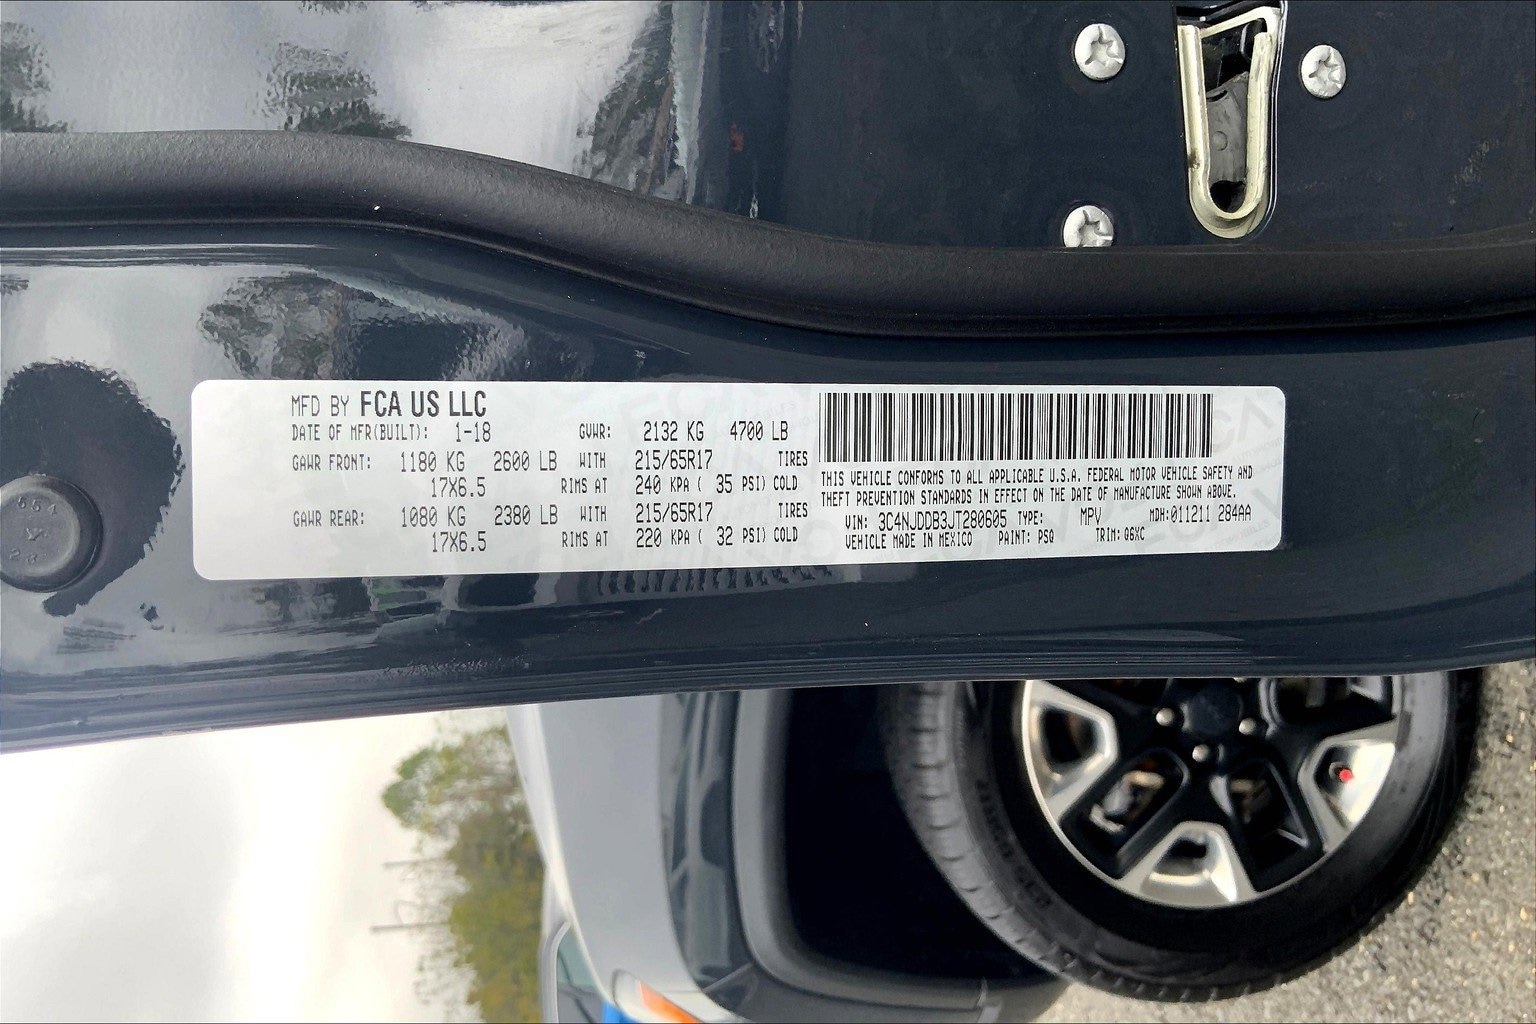 MFD BY FCA US LLC
DATE OF MFR(BUILT): 1-18 GVWR: 2132 KG 4700 LB
GAWR FRONT: 1180 KG 2600 LB WITH 215/65R17 TIRES
17X6.5 RIMS AT 240 KPA ( 35 PSI) COLD
GAWR REAR: 1080 KG 2380 LB WITH 215/65R17 TIRES
17X6.5 RIMS AT 220 KPA ( 32 PSI) COLD
THIS VEHICLE CONFORMS TO ALL APPLICABLE U.S.A. FEDERAL MOTOR VEHICLE SAFETY AND
THEFT PREVENTION STANDARDS IN EFFECT ON THE DATE OF MANUFACTURE SHOWN ABOVE.
VIN: 3C4NJDDB3JT280605 TYPE: MPV MDH:011211 284AA
VEHICLE MADE IN MEXICO PAINT: PSQ TRIM: G6XC